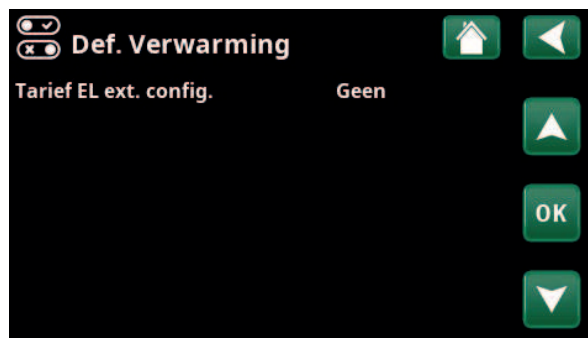 Def. Verwarming
Tarief EL ext. config. Geen
OK